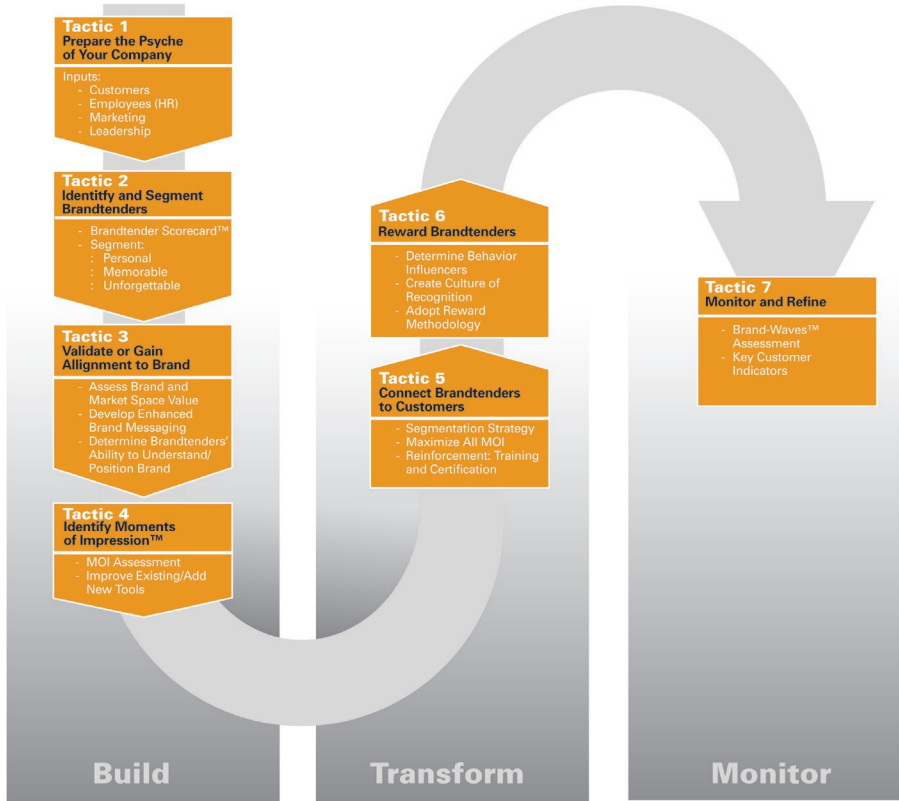 Tactic 1
Prepare the Psyche
of Your Company
Inputs:
- Customers
- Employees (HR)
- Marketing
- Leadership
Tactic 2
Identitfy and Segment
Brandtenders
- Brandtender Scorecard™
- Segment:
: Personal
: Memorable
: Unforgettable
Tactic 3
Validate or Gain
Allignment to Brand
- Assess Brand and
Market Space Value
- Develop Enhanced
Brand Messaging
- Determine Brandtenders’
Ability to Understand/
Position Brand
Tactic 4
Identify Moments
of Impression™
- MOI Assessment
- Improve Existing/Add
New Tools
Build
Tactic 6
Reward Brandtenders
- Determine Behavior
Influencers
- Create Culture of
Recognition
- Adopt Reward
Methodology
Tactic 5
Connect Brandtenders
to Customers
- Segmentation Strategy
- Maximize All MOI
- Reinforcement: Training
and Certification
Transform
Tactic 7
Monitor and Refine
- Brand-Waves™
Assessment
- Key Customer
Indicators
Monitor